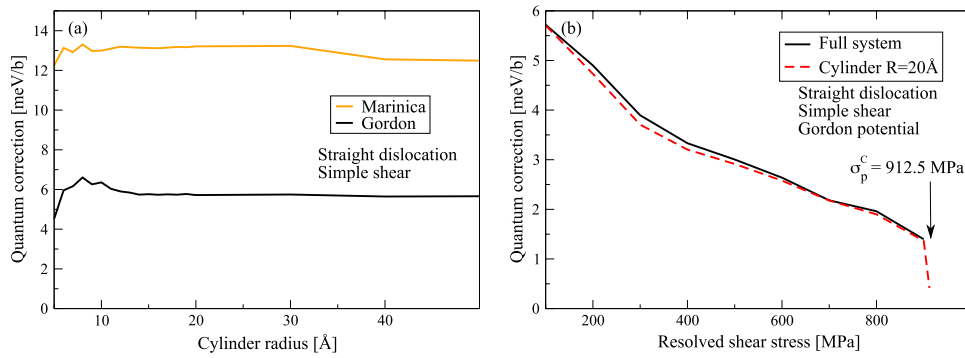 (a)
14
12
10
8
6
4
2
0
Quantum correction [meV/b]
Marinica
Gordon
Straight dislocation
Simple shear
10
20
30
40
Cylinder radius [Å]
(b)
6
5
4
3
2
1
0
Quantum correction [meV/b]
Full system
Cylinder R=20Å
Straight dislocation
Simple shear
Gordon potential
σ_p^C = 912.5 MPa
200
400
600
800
Resolved shear stress [MPa]